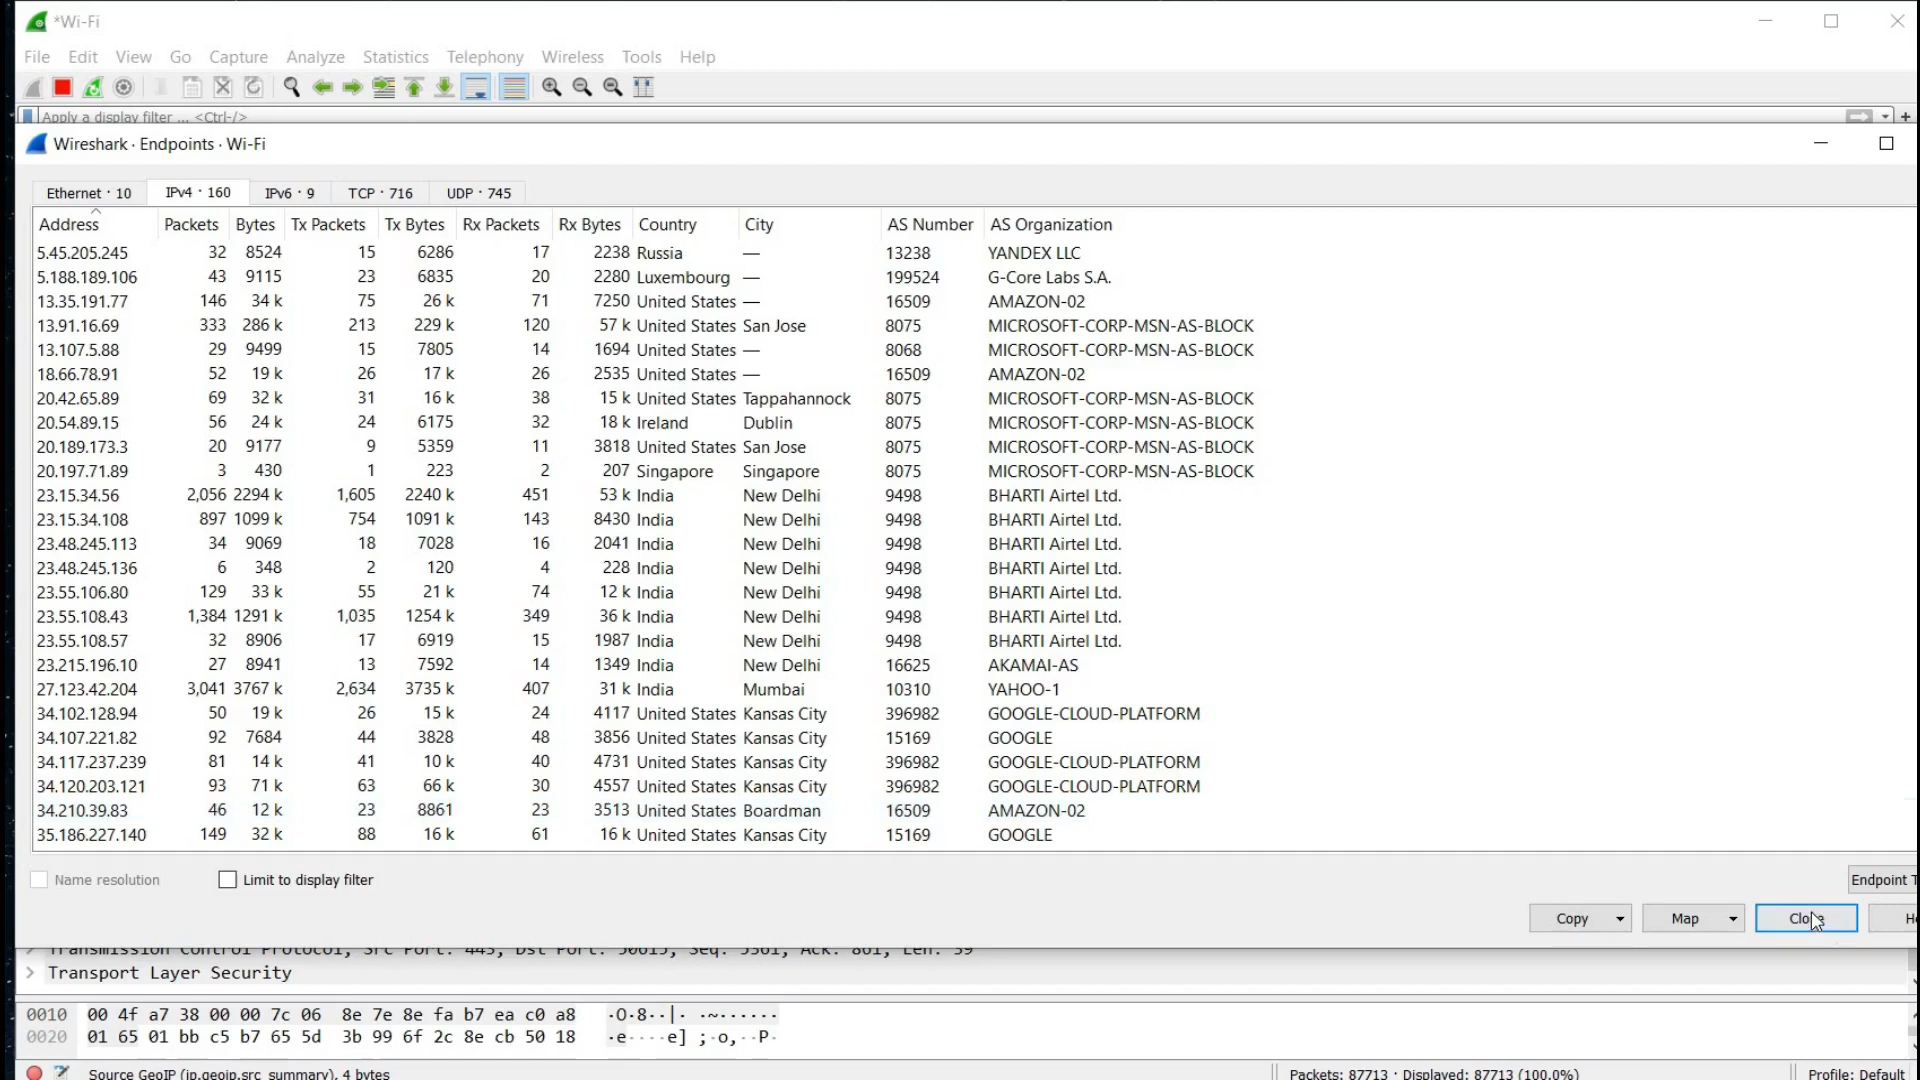 *Wi-Fi
File Edit View Go Capture Analyze Statistics Telephony Wireless Tools Help
Apply a display filter ... <Ctrl-/>
Wireshark · Endpoints · Wi-Fi
Ethernet · 10 IPv4 · 160 IPv6 · 9 TCP · 716 UDP · 745
Address Packets Bytes Tx Packets Tx Bytes Rx Packets Rx Bytes Country City AS Number AS Organization
5.45.205.245 32 8524 15 6286 17 2238 Russia — 13238 YANDEX LLC
5.188.189.106 43 9115 23 6835 20 2280 Luxembourg — 199524 G-Core Labs S.A.
13.35.191.77 146 34 k 75 26 k 71 7250 United States — 16509 AMAZON-02
13.91.16.69 333 286 k 213 229 k 120 57 k United States San Jose 8075 MICROSOFT-CORP-MSN-AS-BLOCK
13.107.5.88 29 9499 15 7805 14 1694 United States — 8068 MICROSOFT-CORP-MSN-AS-BLOCK
18.66.78.91 52 19 k 26 17 k 26 2535 United States — 16509 AMAZON-02
20.42.65.89 69 32 k 31 16 k 38 15 k United States Tappahannock 8075 MICROSOFT-CORP-MSN-AS-BLOCK
20.54.89.15 56 24 k 24 6175 32 18 k Ireland Dublin 8075 MICROSOFT-CORP-MSN-AS-BLOCK
20.189.173.3 20 9177 9 5359 11 3818 United States San Jose 8075 MICROSOFT-CORP-MSN-AS-BLOCK
20.197.71.89 3 430 1 223 2 207 Singapore Singapore 8075 MICROSOFT-CORP-MSN-AS-BLOCK
23.15.34.56 2,056 2294 k 1,605 2240 k 451 53 k India New Delhi 9498 BHARTI Airtel Ltd.
23.15.34.108 897 1099 k 754 1091 k 143 8430 India New Delhi 9498 BHARTI Airtel Ltd.
23.48.245.113 34 9069 18 7028 16 2041 India New Delhi 9498 BHARTI Airtel Ltd.
23.48.245.136 6 348 2 120 4 228 India New Delhi 9498 BHARTI Airtel Ltd.
23.55.106.80 129 33 k 55 21 k 74 12 k India New Delhi 9498 BHARTI Airtel Ltd.
23.55.108.43 1,384 1291 k 1,035 1254 k 349 36 k India New Delhi 9498 BHARTI Airtel Ltd.
23.55.108.57 32 8906 17 6919 15 1987 India New Delhi 9498 BHARTI Airtel Ltd.
23.215.196.10 27 8941 13 7592 14 1349 India New Delhi 16625 AKAMAI-AS
27.123.42.204 3,041 3767 k 2,634 3735 k 407 31 k India Mumbai 10310 YAHOO-1
34.102.128.94 50 19 k 26 15 k 24 4117 United States Kansas City 396982 GOOGLE-CLOUD-PLATFORM
34.107.221.82 92 7684 44 3828 48 3856 United States Kansas City 15169 GOOGLE
34.117.237.239 81 14 k 41 10 k 40 4731 United States Kansas City 396982 GOOGLE-CLOUD-PLATFORM
34.120.203.121 93 71 k 63 66 k 30 4557 United States Kansas City 396982 GOOGLE-CLOUD-PLATFORM
34.210.39.83 46 12 k 23 8861 23 3513 United States Boardman 16509 AMAZON-02
35.186.227.140 149 32 k 88 16 k 61 16 k United States Kansas City 15169 GOOGLE
Name resolution Limit to display filter Endpoint T
Copy Map Close He
Transmission Control Protocol, Src Port: 443, Dst Port: 50615, Seq: 5361, Ack: 861, Len: 39
Transport Layer Security
0010 00 4f a7 38 00 00 7c 06 8e 7e 8e fa b7 ea c0 a8 ·O·8··|· ·~······
0020 01 65 01 bb c5 b7 65 5d 3b 99 6f 2c 8e cb 50 18 ·e····e] ;·o,··P·
Source GeoIP (ip.geoip.src_summary), 4 bytes Packets: 87713 · Displayed: 87713 (100.0%) Profile: Default